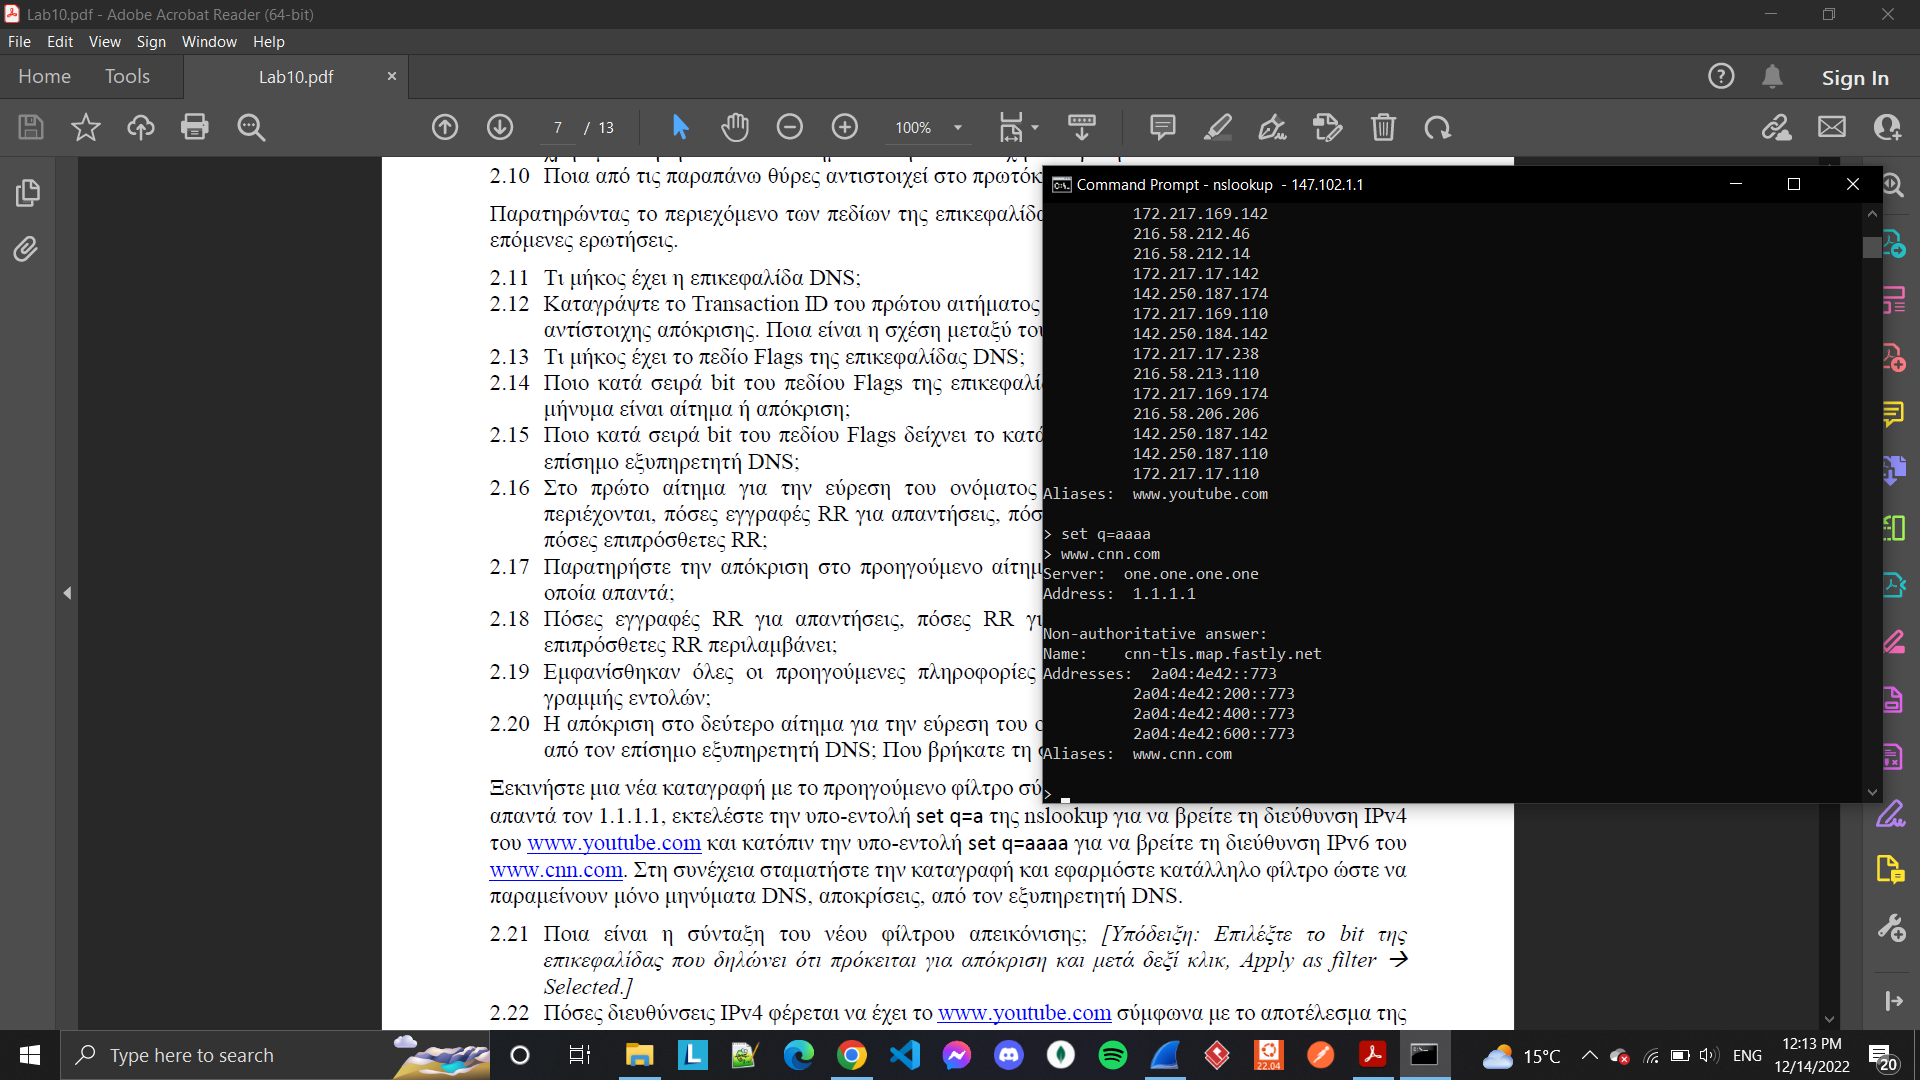 Lab10.pdf - Adobe Acrobat Reader (64-bit)
File Edit View Sign Window Help
Home Tools Lab10.pdf × Sign In
7 / 13 100%
2.10 Ποια από τις παραπάνω θύρες αντιστοιχεί στο πρωτόκ
Παρατηρώντας το περιεχόμενο των πεδίων της επικεφαλίδα
επόμενες ερωτήσεις.
2.11 Τι μήκος έχει η επικεφαλίδα DNS;
2.12 Καταγράψτε το Transaction ID του πρώτου αιτήματος
αντίστοιχης απόκρισης. Ποια είναι η σχέση μεταξύ του
2.13 Τι μήκος έχει το πεδίο Flags της επικεφαλίδας DNS;
2.14 Ποιο κατά σειρά bit του πεδίου Flags της επικεφαλί
μήνυμα είναι αίτημα ή απόκριση;
2.15 Ποιο κατά σειρά bit του πεδίου Flags δείχνει το κατά
επίσημο εξυπηρετητή DNS;
2.16 Στο πρώτο αίτημα για την εύρεση του ονόματος
περιέχονται, πόσες εγγραφές RR για απαντήσεις, πόσ
πόσες επιπρόσθετες RR;
2.17 Παρατηρήστε την απόκριση στο προηγούμενο αίτημ
οποία απαντά;
2.18 Πόσες εγγραφές RR για απαντήσεις, πόσες RR γι
επιπρόσθετες RR περιλαμβάνει;
2.19 Εμφανίσθηκαν όλες οι προηγούμενες πληροφορίες
γραμμής εντολών;
2.20 Η απόκριση στο δεύτερο αίτημα για την εύρεση του ο
από τον επίσημο εξυπηρετητή DNS; Που βρήκατε τη
Ξεκινήστε μια νέα καταγραφή με το προηγούμενο φίλτρο σύ
απαντά τον 1.1.1.1, εκτελέστε την υπο-εντολή set q=a της nslookup για να βρείτε τη διεύθυνση IPv4
του www.youtube.com και κατόπιν την υπο-εντολή set q=aaaa για να βρείτε τη διεύθυνση IPv6 του
www.cnn.com. Στη συνέχεια σταματήστε την καταγραφή και εφαρμόστε κατάλληλο φίλτρο ώστε να
παραμείνουν μόνο μηνύματα DNS, αποκρίσεις, από τον εξυπηρετητή DNS.
2.21 Ποια είναι η σύνταξη του νέου φίλτρου απεικόνισης; [Υπόδειξη: Επιλέξτε το bit της
επικεφαλίδας που δηλώνει ότι πρόκειται για απόκριση και μετά δεξί κλικ, Apply as filter →
Selected.]
2.22 Πόσες διευθύνσεις IPv4 φέρεται να έχει το www.youtube.com σύμφωνα με το αποτέλεσμα της
Command Prompt - nslookup - 147.102.1.1
172.217.169.142
216.58.212.46
216.58.212.14
172.217.17.142
142.250.187.174
172.217.169.110
142.250.184.142
172.217.17.238
216.58.213.110
172.217.169.174
216.58.206.206
142.250.187.142
142.250.187.110
172.217.17.110
Aliases: www.youtube.com
> set q=aaaa
> www.cnn.com
Server: one.one.one.one
Address: 1.1.1.1
Non-authoritative answer:
Name: cnn-tls.map.fastly.net
Addresses: 2a04:4e42::773
2a04:4e42:200::773
2a04:4e42:400::773
2a04:4e42:600::773
Aliases: www.cnn.com
>
Type here to search
22.04
15°C ENG 12:13 PM
12/14/2022
20